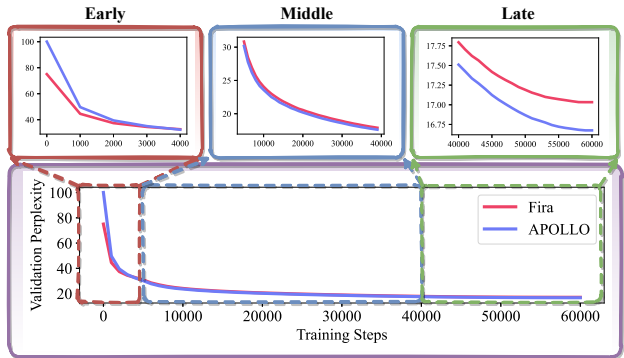 Early Middle Late
100
80
60
40
0 1000 2000 3000 4000
30
25
20
10000 20000 30000 40000
17.75
17.50
17.25
17.00
16.75
40000 45000 50000 55000 60000
Validation Perplexity
100
80
60
40
20
Fira
APOLLO
0 10000 20000 30000 40000 50000 60000
Training Steps